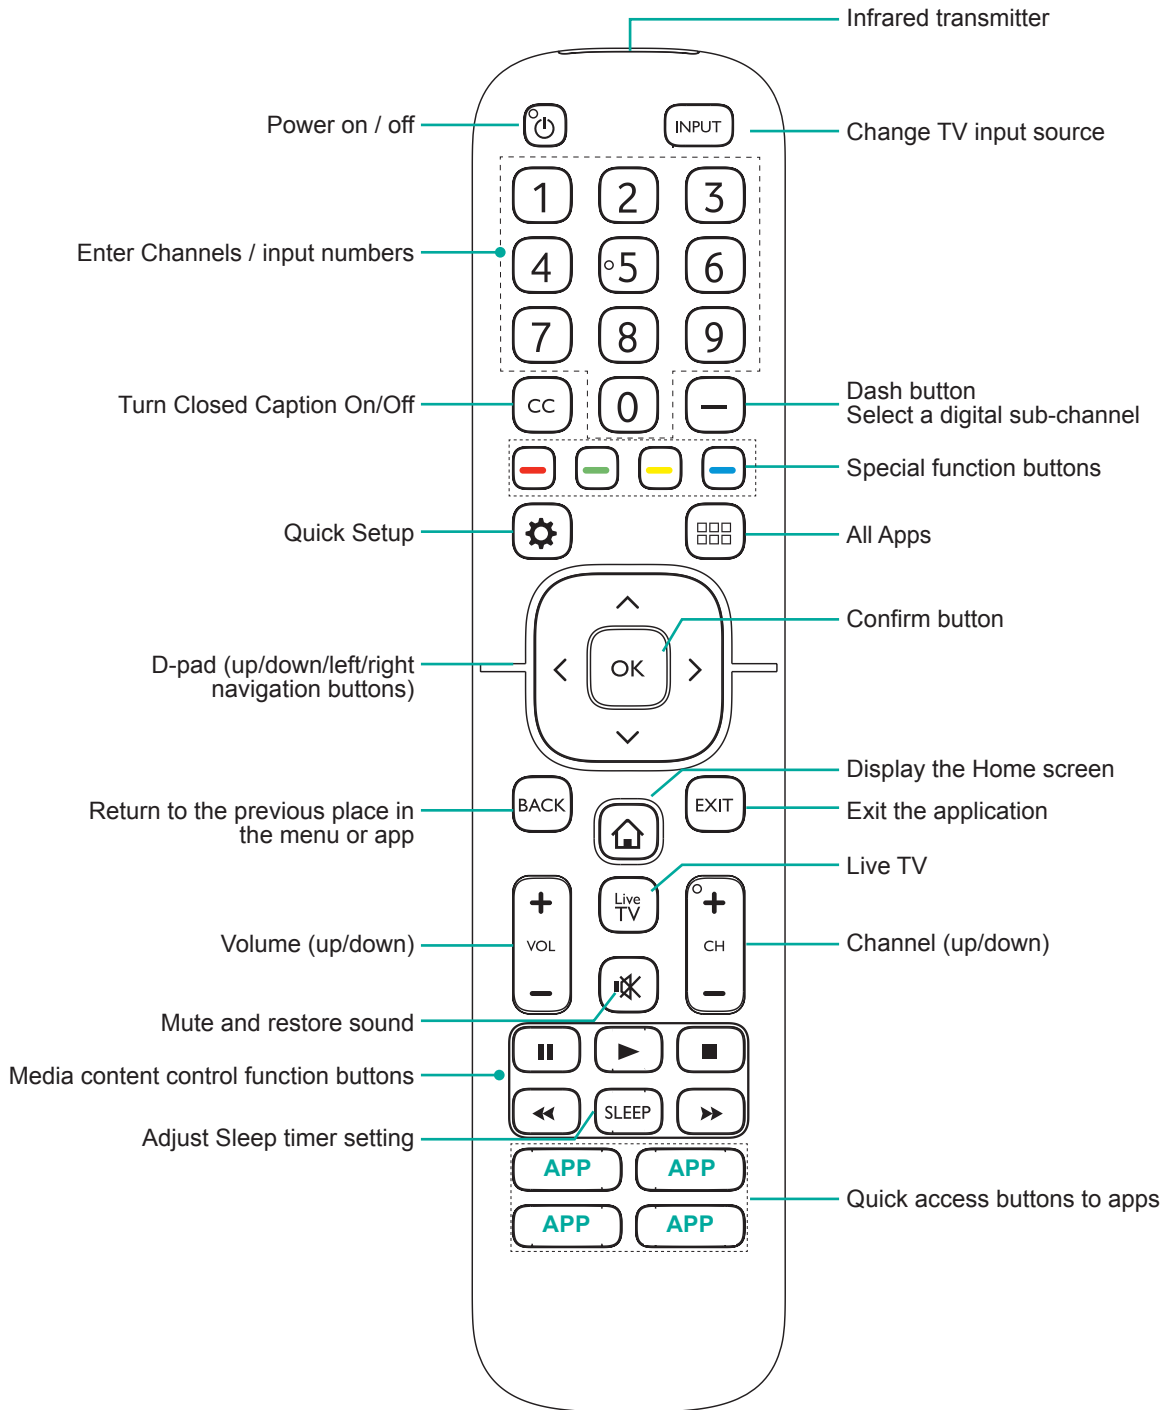 Infrared transmitter
Power on / off
INPUT
Change TV input source
1 2 3
Enter Channels / input numbers
4 5 6
7 8 9
Turn Closed Caption On/Off
CC
0
Dash button
Select a digital sub-channel
Special function buttons
Quick Setup
All Apps
Confirm button
D-pad (up/down/left/right
navigation buttons)
OK
Display the Home screen
Return to the previous place in
the menu or app
BACK
EXIT
Exit the application
Live
TV
Live TV
Volume (up/down)
VOL
CH
Channel (up/down)
Mute and restore sound
Media content control function buttons
SLEEP
Adjust Sleep timer setting
APP APP
Quick access buttons to apps
APP APP